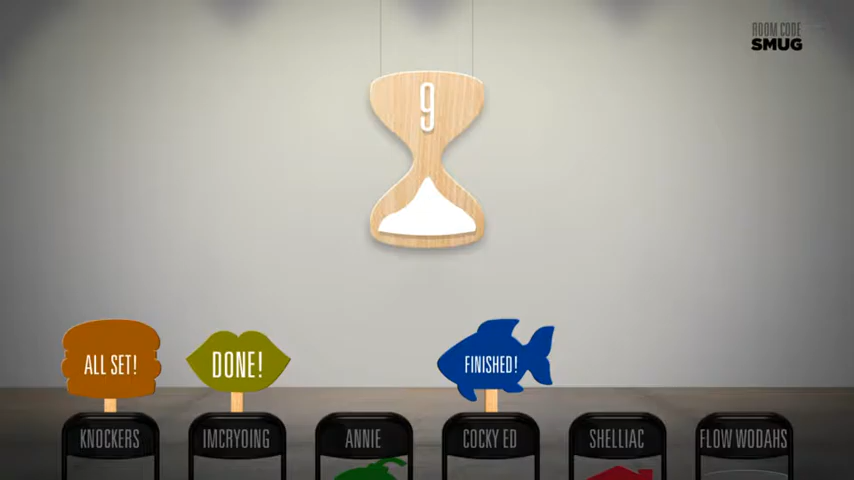 ROOM CODE
SMUG
9
ALL SET!
DONE!
FINISHED!
KNOCKERS
IMCRYOING
ANNIE
COCKY ED
SHELLIAC
FLOW WODAHS